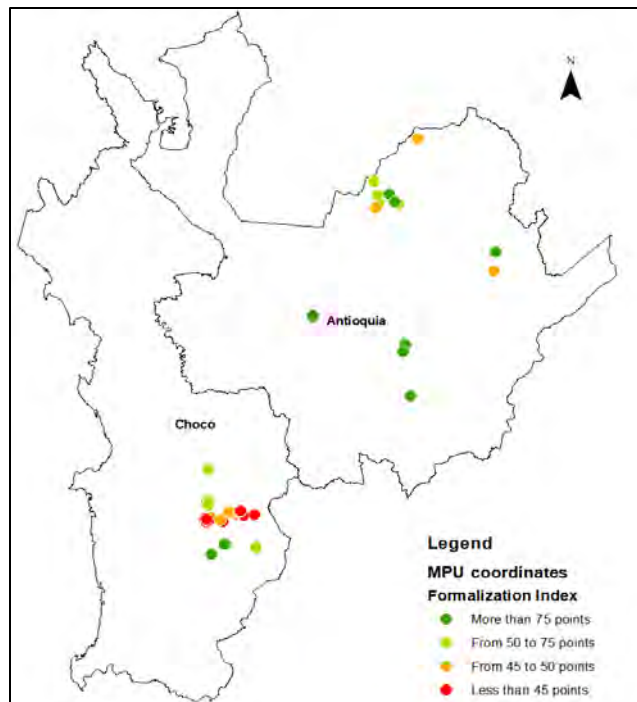 N
Antioquia
Choco
Legend
MPU coordinates
Formalization Index
More than 75 points
From 50 to 75 points
From 45 to 50 points
Less than 45 points